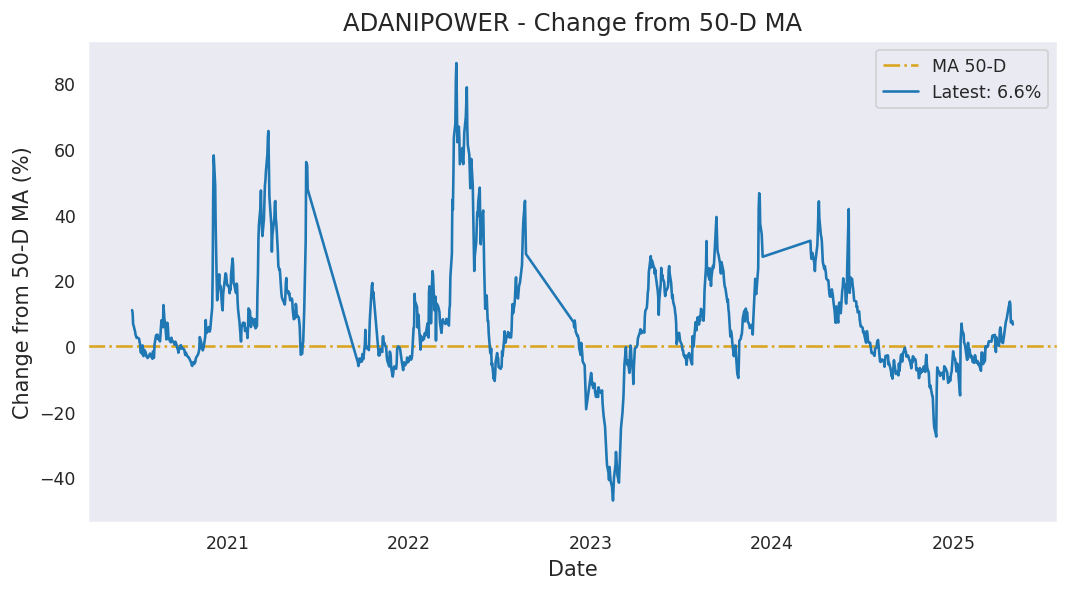 ADANIPOWER - Change from 50-D MA
MA 50-D
Latest: 6.6%
Change from 50-D MA (%)
80
60
40
20
0
−20
−40
2021
2022
2023
2024
2025
Date